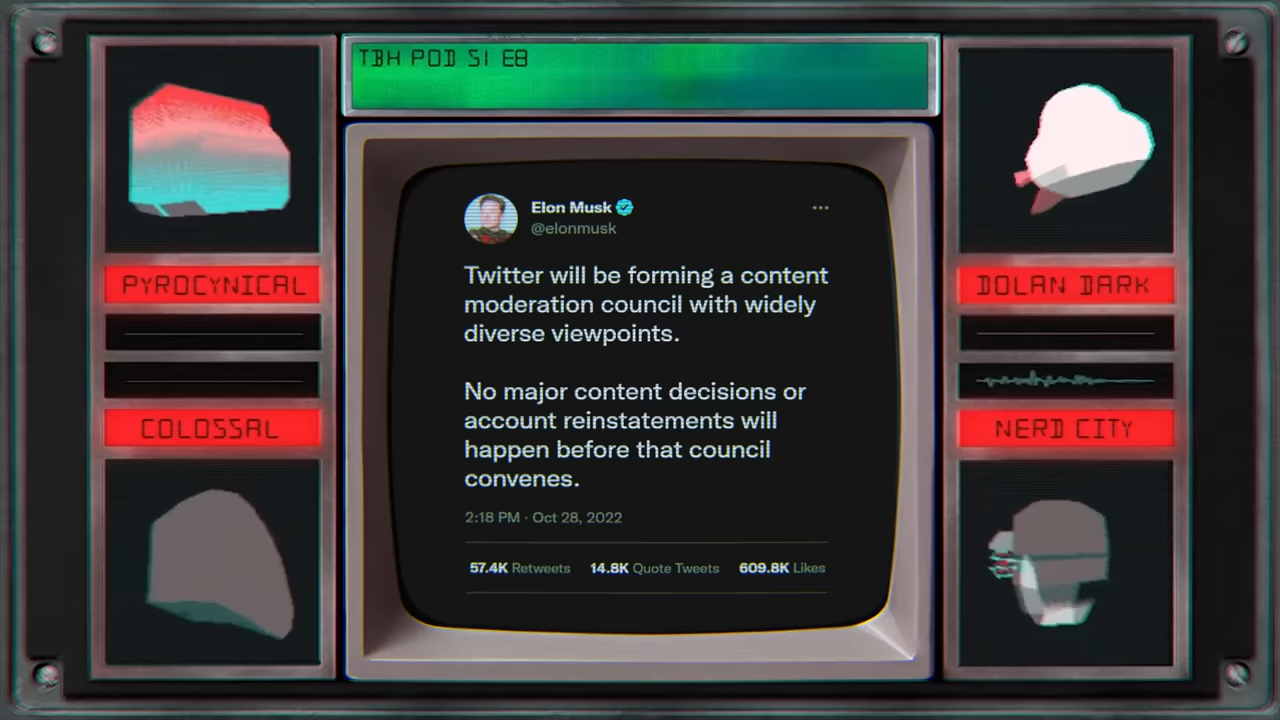 TBH POD S1 E8
PYROCYNICAL
COLOSSAL
Elon Musk
@elonmusk
Twitter will be forming a content
moderation council with widely
diverse viewpoints.
No major content decisions or
account reinstatements will
happen before that council
convenes.
2:18 PM · Oct 28, 2022
57.4K Retweets 14.8K Quote Tweets 609.8K Likes
DOLAN DARK
NERD CITY